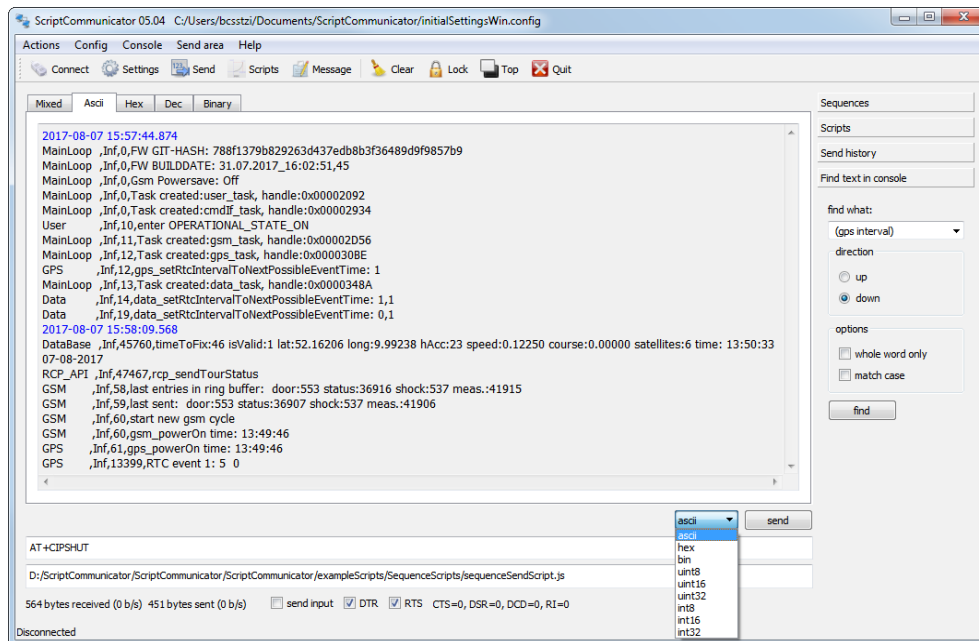 ScriptCommunicator 05.04 C:/Users/bcsstzi/Documents/ScriptCommunicator/initialSettingsWin.config
Actions Config Console Send area Help
Connect Settings Send Scripts Message Clear Lock Top Quit
Mixed Ascii Hex Dec Binary
2017-08-07 15:57:44.874
MainLoop ,Inf,0,FW GIT-HASH: 788f1379b829263d437edb8b3f36489d9f9857b9
MainLoop ,Inf,0,FW BUILDDATE: 31.07.2017_16:02:51,45
MainLoop ,Inf,0,Gsm Powersave: Off
MainLoop ,Inf,0,Task created:user_task, handle:0x00002092
MainLoop ,Inf,0,Task created:cmdIf_task, handle:0x00002934
User ,Inf,10,enter OPERATIONAL_STATE_ON
MainLoop ,Inf,11,Task created:gsm_task, handle:0x00002D56
MainLoop ,Inf,12,Task created:gps_task, handle:0x000030BE
GPS ,Inf,12,gps_setRtcIntervalToNextPossibleEventTime: 1
MainLoop ,Inf,13,Task created:data_task, handle:0x0000348A
Data ,Inf,14,data_setRtcIntervalToNextPossibleEventTime: 1,1
Data ,Inf,19,data_setRtcIntervalToNextPossibleEventTime: 0,1
2017-08-07 15:58:09.568
DataBase ,Inf,45760,timeToFix:46 isValid:1 lat:52.16206 long:9.99238 hAcc:23 speed:0.12250 course:0.00000 satellites:6 time: 13:50:33
07-08-2017
RCP_API ,Inf,47467,rcp_sendTourStatus
GSM ,Inf,58,last entries in ring buffer: door:553 status:36916 shock:537 meas.:41915
GSM ,Inf,59,last sent: door:553 status:36907 shock:537 meas.:41906
GSM ,Inf,60,start new gsm cycle
GSM ,Inf,60,gsm_powerOn time: 13:49:46
GPS ,Inf,61,gps_powerOn time: 13:49:46
GPS ,Inf,13399,RTC event 1: 5 0
Sequences
Scripts
Send history
Find text in console
find what:
(gps interval)
direction
up
down
options
whole word only
match case
find
ascii send
ascii
hex
bin
uint8
uint16
uint32
int8
int16
int32
AT+CIPSHUT
D:/ScriptCommunicator/ScriptCommunicator/ScriptCommunicator/exampleScripts/SequenceScripts/sequenceSendScript.js
564 bytes received (0 b/s) 451 bytes sent (0 b/s) send input DTR RTS CTS=0, DSR=0, DCD=0, RI=0
Disconnected